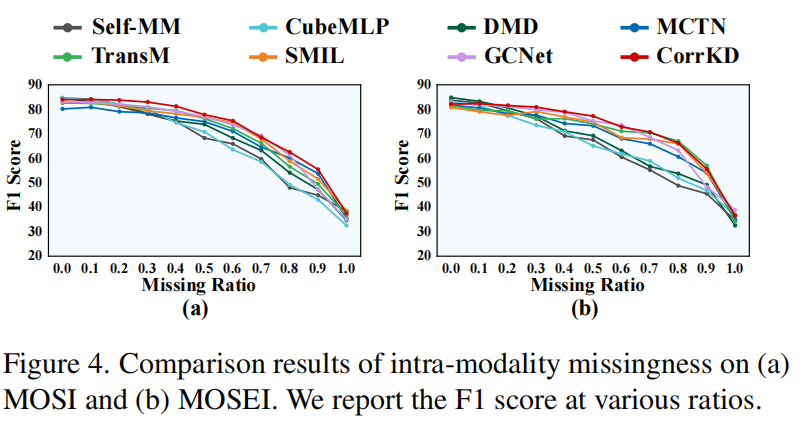 Self-MM CubeMLP DMD MCTN
TransM SMIL GCNet CorrKD
90
80
70
60
50
40
30
20
F1 Score
0.0 0.1 0.2 0.3 0.4 0.5 0.6 0.7 0.8 0.9 1.0
Missing Ratio
(a)
90
80
70
60
50
40
30
20
F1 Score
0.0 0.1 0.2 0.3 0.4 0.5 0.6 0.7 0.8 0.9 1.0
Missing Ratio
(b)
Figure 4. Comparison results of intra-modality missingness on (a)
MOSI and (b) MOSEI. We report the F1 score at various ratios.